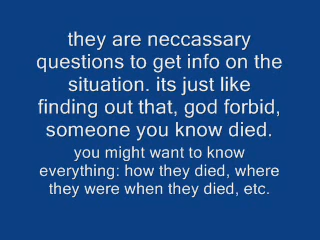 they are neccassary
questions to get info on the
situation. its just like
finding out that, god forbid,
someone you know died.
you might want to know
everything: how they died, where
they were when they died, etc.